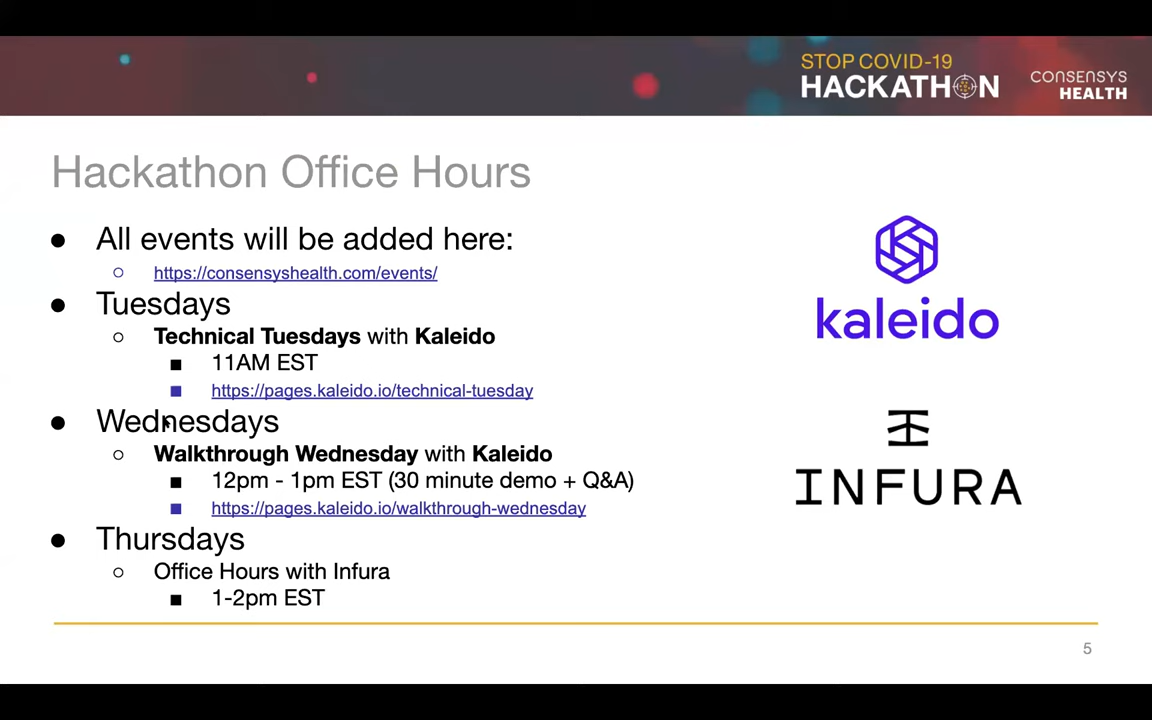 STOP COVID-19
HACKATHON
CONSENSYS
HEALTH
Hackathon Office Hours
● All events will be added here:
○ https://consensyshealth.com/events/
● Tuesdays
○ Technical Tuesdays with Kaleido
■ 11AM EST
■ https://pages.kaleido.io/technical-tuesday
● Wednesdays
○ Walkthrough Wednesday with Kaleido
■ 12pm - 1pm EST (30 minute demo + Q&A)
■ https://pages.kaleido.io/walkthrough-wednesday
● Thursdays
○ Office Hours with Infura
■ 1-2pm EST
kaleido
INFURA
5